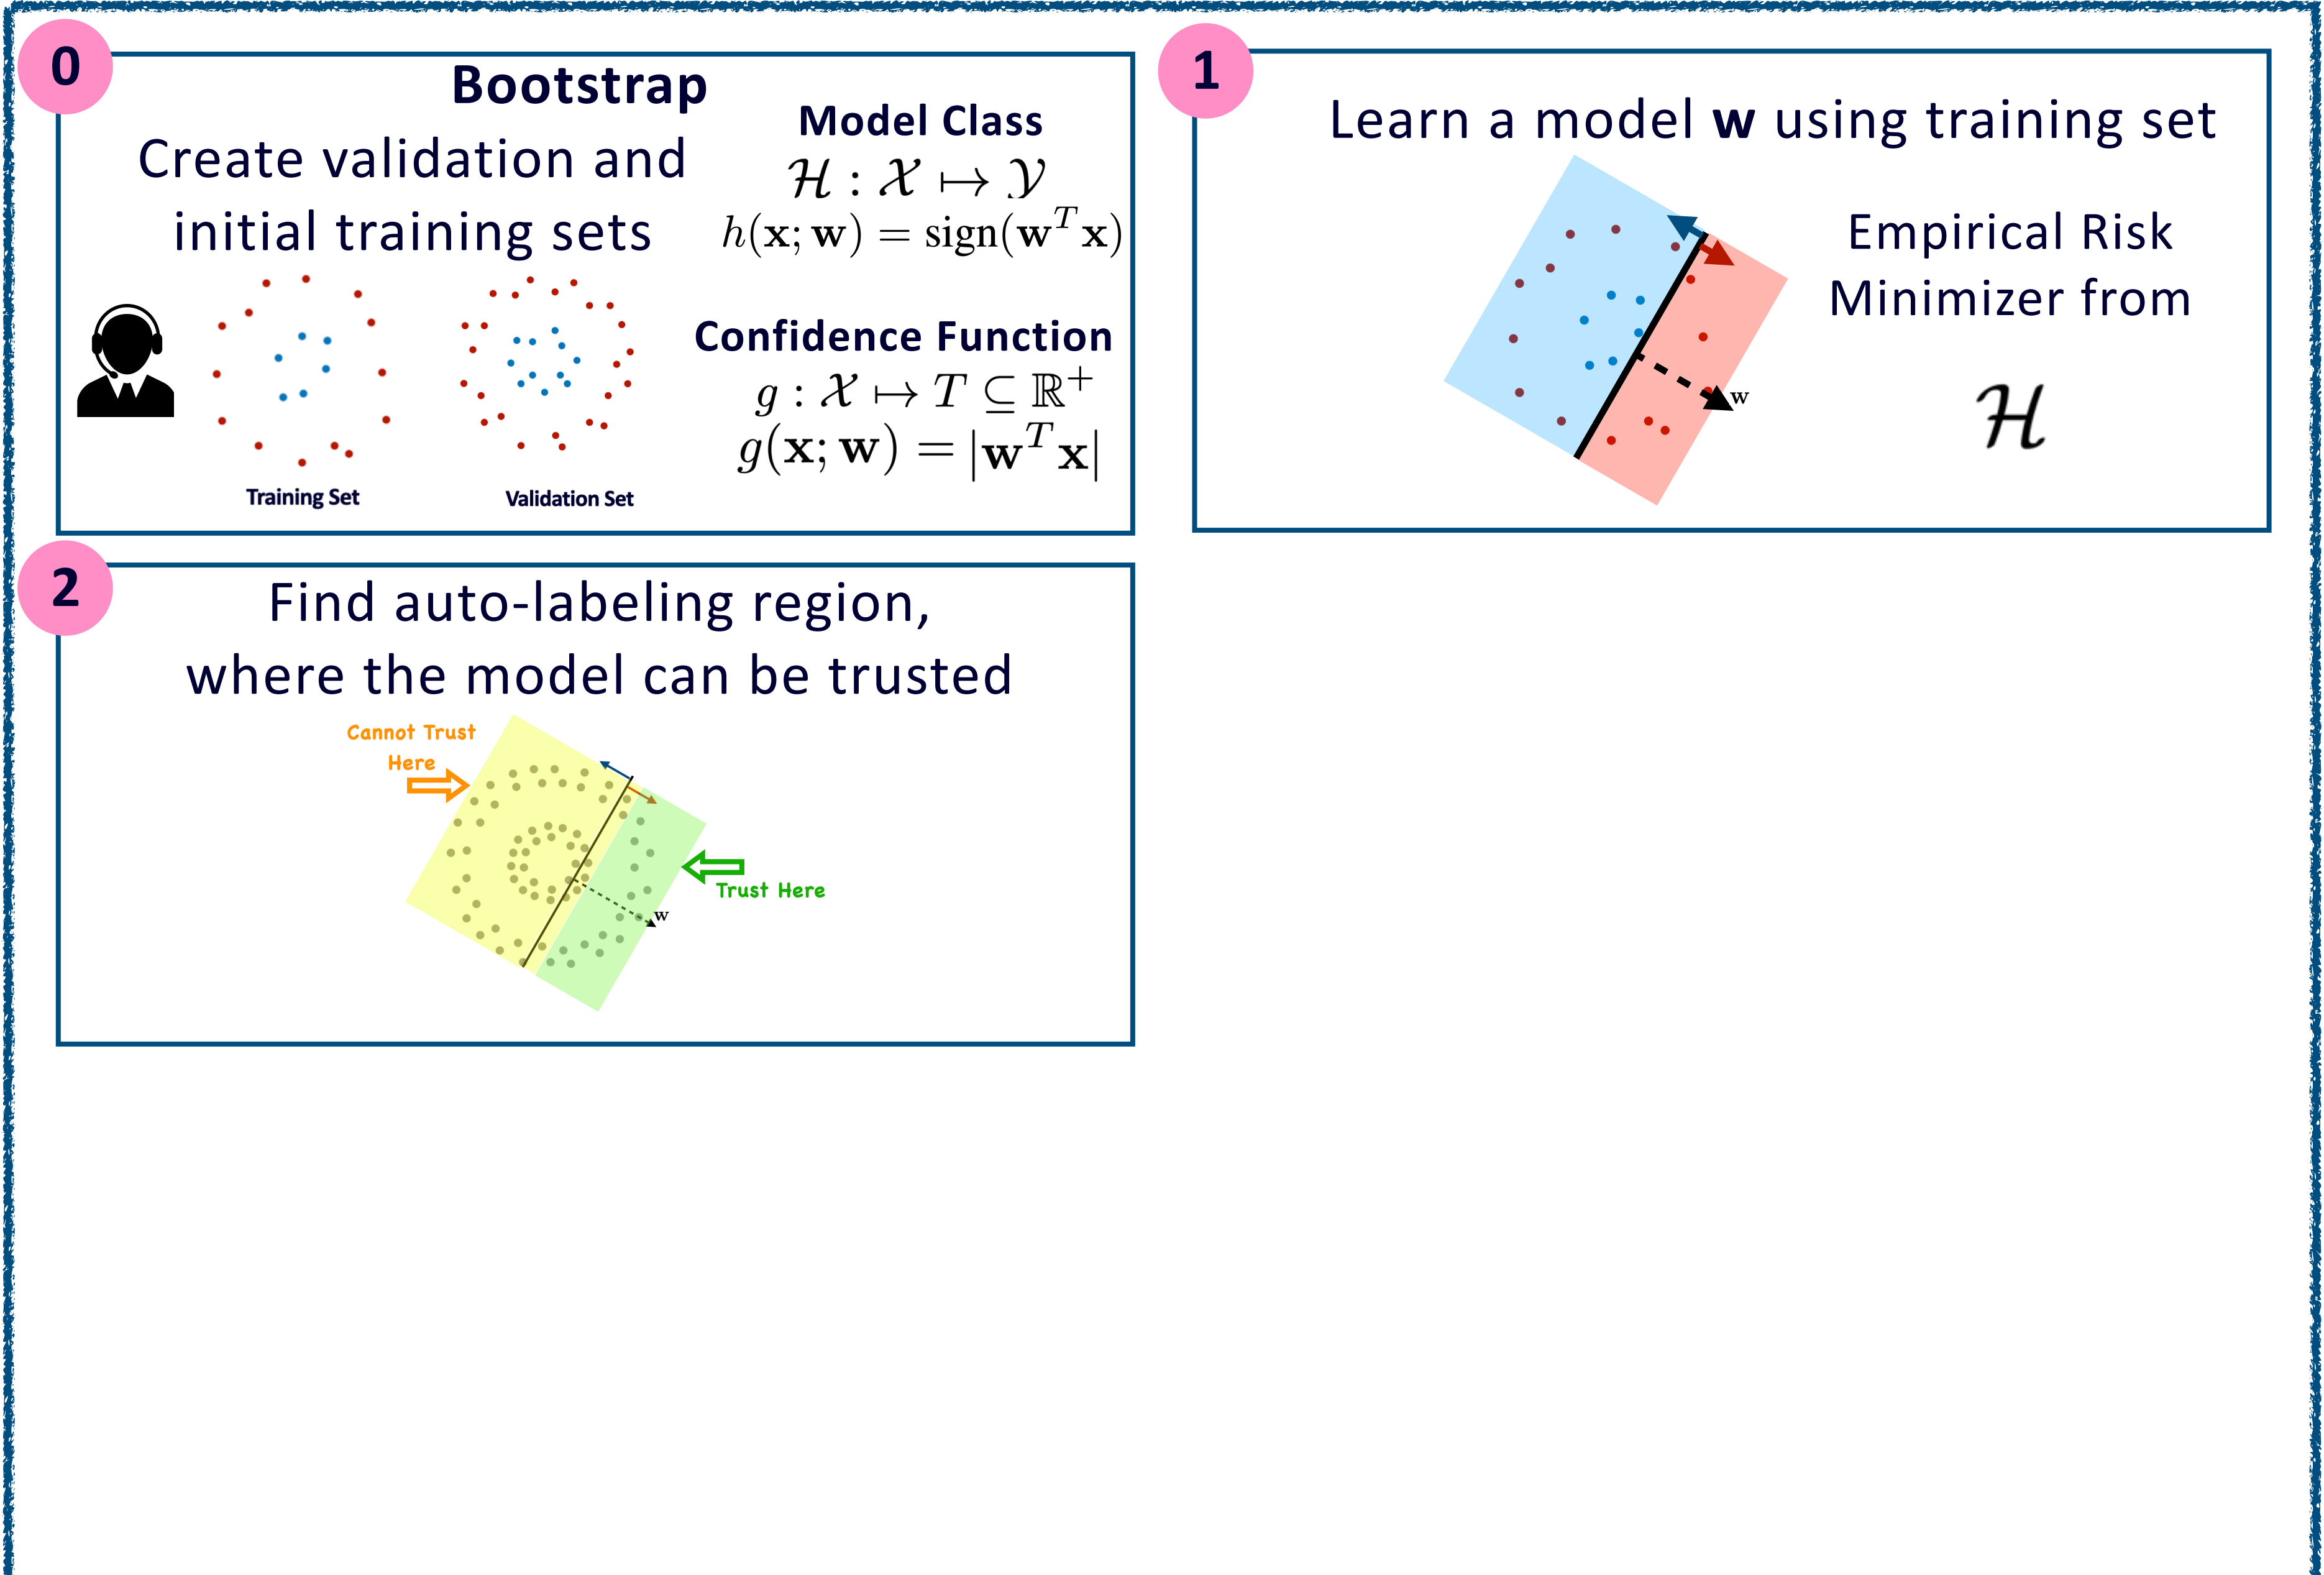 0
Bootstrap
Create validation and
initial training sets
Training Set
Validation Set
Model Class
ℋ : 𝒳 ↦ 𝒴
h(x; w) = sign(wᵀx)
Confidence Function
g : 𝒳 ↦ T ⊆ ℝ⁺
g(x; w) = |wᵀx|
1
Learn a model w using training set
Empirical Risk
Minimizer from
ℋ
w
2
Find auto-labeling region,
where the model can be trusted
Cannot Trust
Here
Trust Here
w